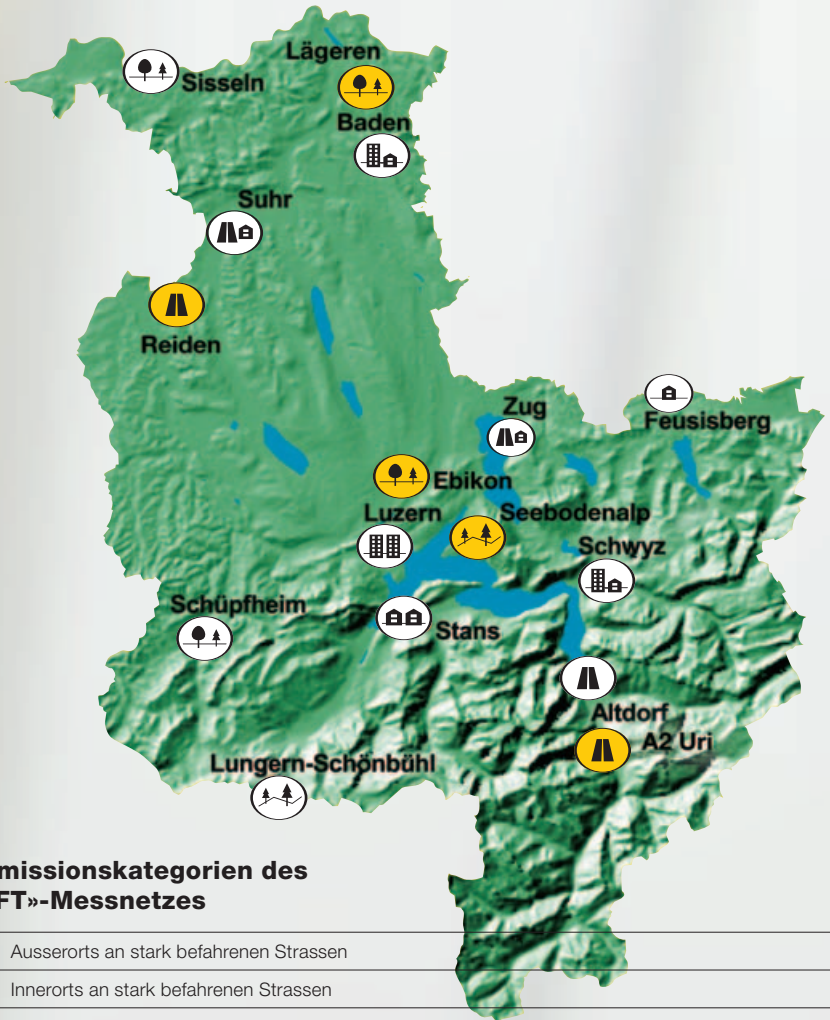 Lägeren
Sisseln
Baden
Suhr
Reiden
Zug
Feusisberg
Ebikon
Luzern
Seebodenalp
Schwyz
Schüpfheim
Stans
Altdorf
A2 Uri
Lungern-Schönbühl
missionskategorien des
FT»-Messnetzes
Ausserorts an stark befahrenen Strassen
Innerorts an stark befahrenen Strassen